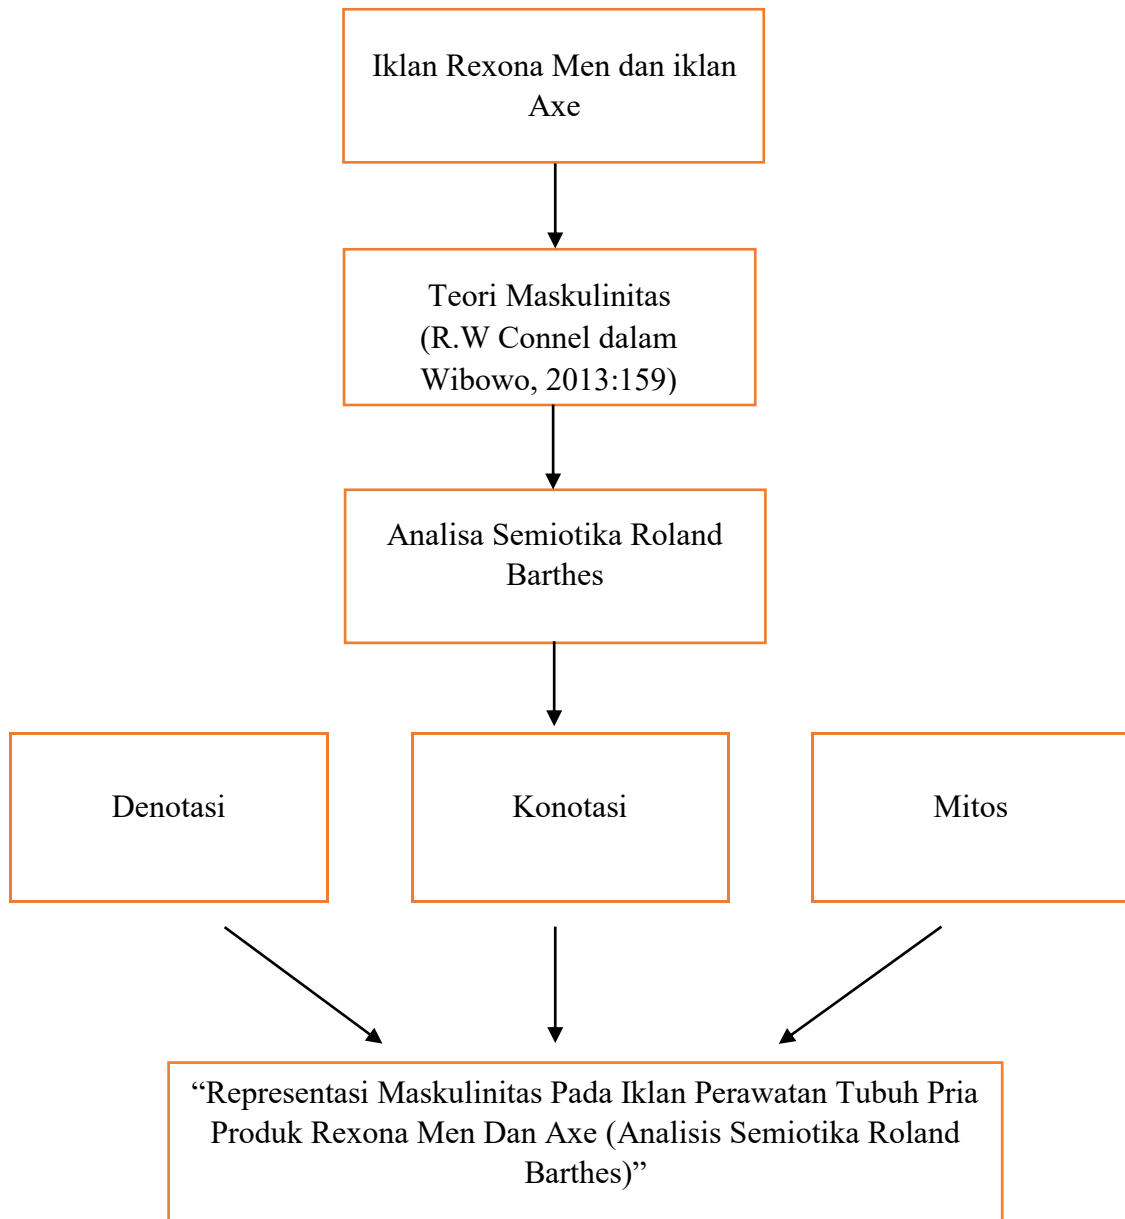 Iklan Rexona Men dan iklan
Axe
Teori Maskulinitas
(R.W Connel dalam
Wibowo, 2013:159)
Analisa Semiotika Roland
Barthes
Denotasi
Konotasi
Mitos
“Representasi Maskulinitas Pada Iklan Perawatan Tubuh Pria
Produk Rexona Men Dan Axe (Analisis Semiotika Roland
Barthes)”